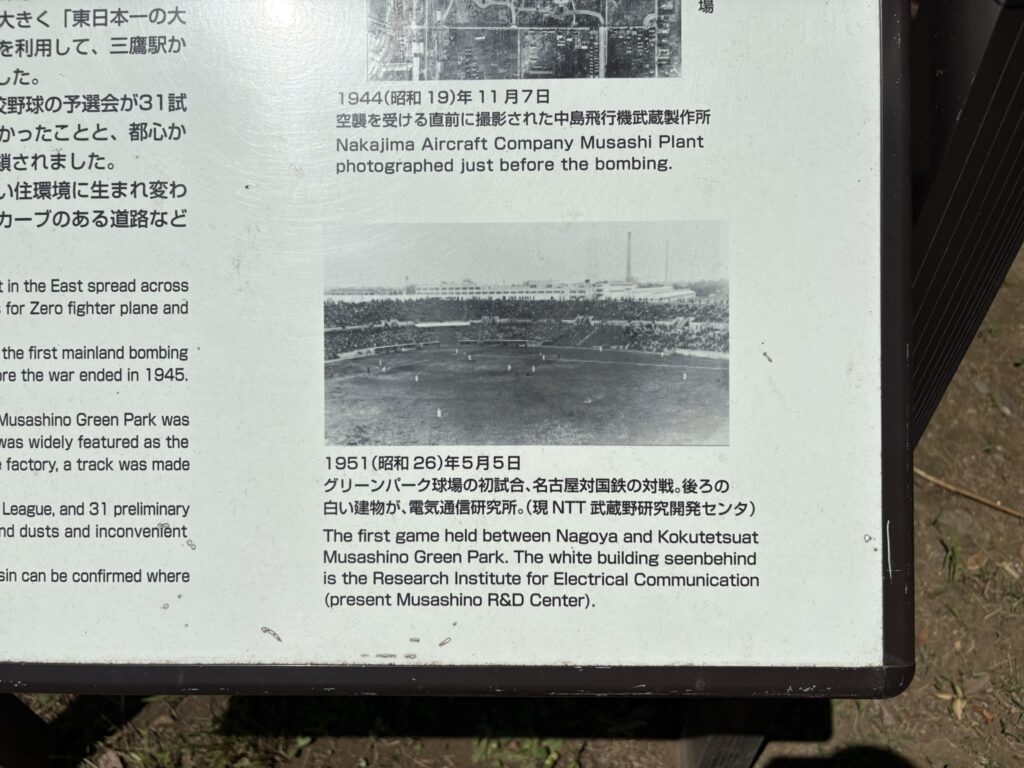 大きく「東日本一の大
を利用して、三鷹駅か
した。
校野球の予選会が31試
かったことと、都心か
鎖されました。
い住環境に生まれ変わ
カーブのある道路など
t in the East spread across
s for Zero fighter plane and
the first mainland bombing
ore the war ended in 1945.
Musashino Green Park was
was widely featured as the
e factory, a track was made
League, and 31 preliminary
nd dusts and inconvenient
sin can be confirmed where
場
1944(昭和19)年11月7日
空襲を受ける直前に撮影された中島飛行機武蔵製作所
Nakajima Aircraft Company Musashi Plant
photographed just before the bombing.
1951(昭和26)年5月5日
グリーンパーク球場の初試合、名古屋対国鉄の対戦。後ろの
白い建物が、電気通信研究所。(現NTT武蔵野研究開発センタ)
The first game held between Nagoya and Kokutetsuat
Musashino Green Park. The white building seenbehind
is the Research Institute for Electrical Communication
(present Musashino R&D Center).